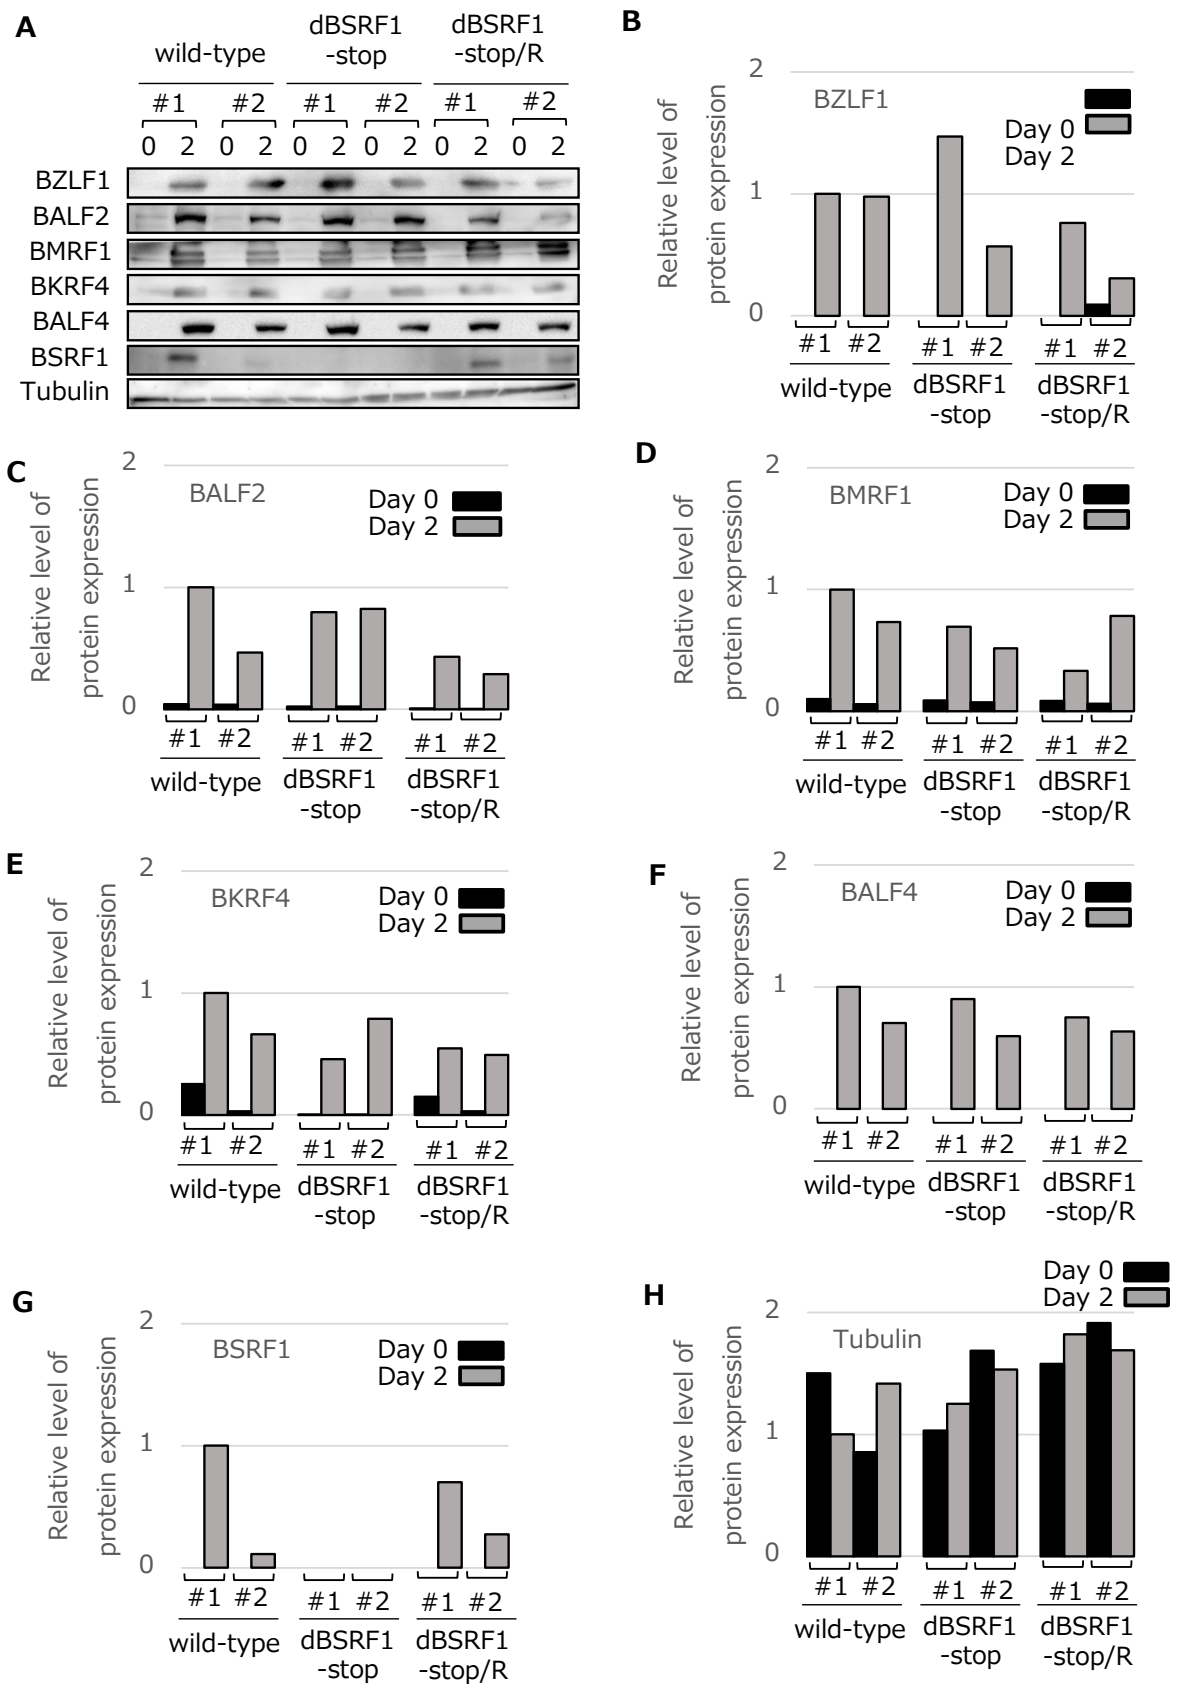 A
wild-type
dBSRF1
-stop
dBSRF1
-stop/R
#1 #2 #1 #2 #1 #2
0 2 0 2 0 2 0 2 0 2 0 2
BZLF1
BALF2
BMRF1
BKRF4
BALF4
BSRF1
Tubulin
B
Relative level of
protein expression
2
1
0
BZLF1
Day 0
Day 2
#1 #2 #1 #2 #1 #2
wild-type
dBSRF1
-stop
dBSRF1
-stop/R
C
Relative level of
protein expression
2
1
0
BALF2
Day 0
Day 2
#1 #2 #1 #2 #1 #2
wild-type
dBSRF1
-stop
dBSRF1
-stop/R
D
Relative level of
protein expression
2
1
0
BMRF1
Day 0
Day 2
#1 #2 #1 #2 #1 #2
wild-type
dBSRF1
-stop
dBSRF1
-stop/R
E
Relative level of
protein expression
2
1
0
BKRF4
Day 0
Day 2
#1 #2 #1 #2 #1 #2
wild-type
dBSRF1
-stop
dBSRF1
-stop/R
F
Relative level of
protein expression
2
1
0
BALF4
Day 0
Day 2
#1 #2 #1 #2 #1 #2
wild-type
dBSRF1
-stop
dBSRF1
-stop/R
G
Relative level of
protein expression
2
1
0
BSRF1
Day 0
Day 2
#1 #2 #1 #2 #1 #2
wild-type
dBSRF1
-stop
dBSRF1
-stop/R
H
Relative level of
protein expression
2
1
0
Tubulin
Day 0
Day 2
#1 #2 #1 #2 #1 #2
wild-type
dBSRF1
-stop
dBSRF1
-stop/R